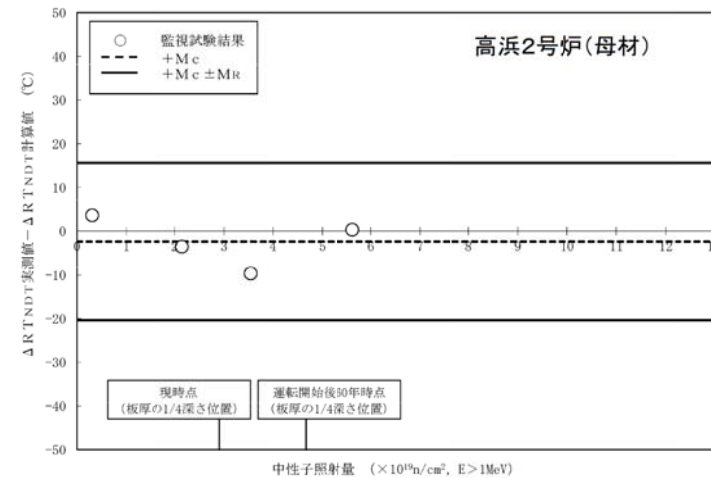 高浜2号炉(母材)
○ 監視試験結果
+Mc
+Mc±MR
ΔRTNDT実測値-ΔRTNDT計算値 (℃)
50
40
30
20
10
0
-10
-20
-30
-40
-50
0 1 2 3 4 5 6 7 8 9 10 11 12 13
現時点
(板厚の1/4深さ位置)
運転開始後60年時点
(板厚の1/4深さ位置)
中性子照射量 (×10¹⁹n/cm², E>1MeV)